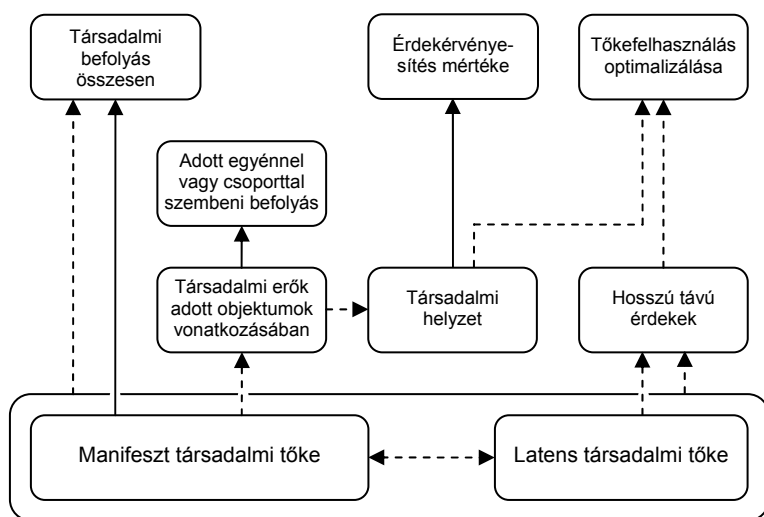 Társadalmi
befolyás
összesen
Érdekérvénye-
sítés mértéke
Tőkefelhasználás
optimalizálása
Adott egyénnel
vagy csoporttal
szembeni befolyás
Társadalmi erők
adott objektumok
vonatkozásában
Társadalmi
helyzet
Hosszú távú
érdekek
Manifeszt társadalmi tőke
Latens társadalmi tőke